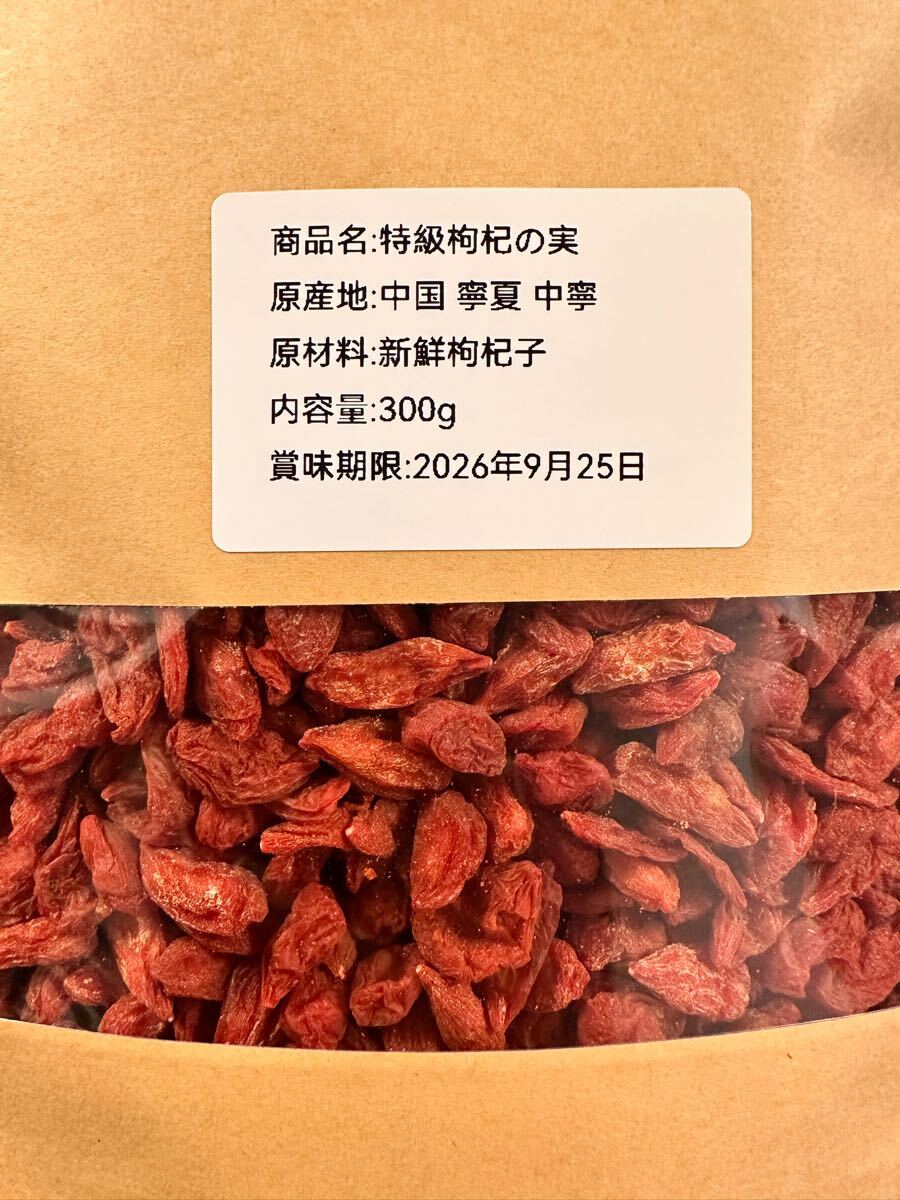 商品名:特級枸杞の実
原産地:中国 寧夏 中寧
原材料:新鮮枸杞子
内容量:300g
賞味期限:2026年9月25日